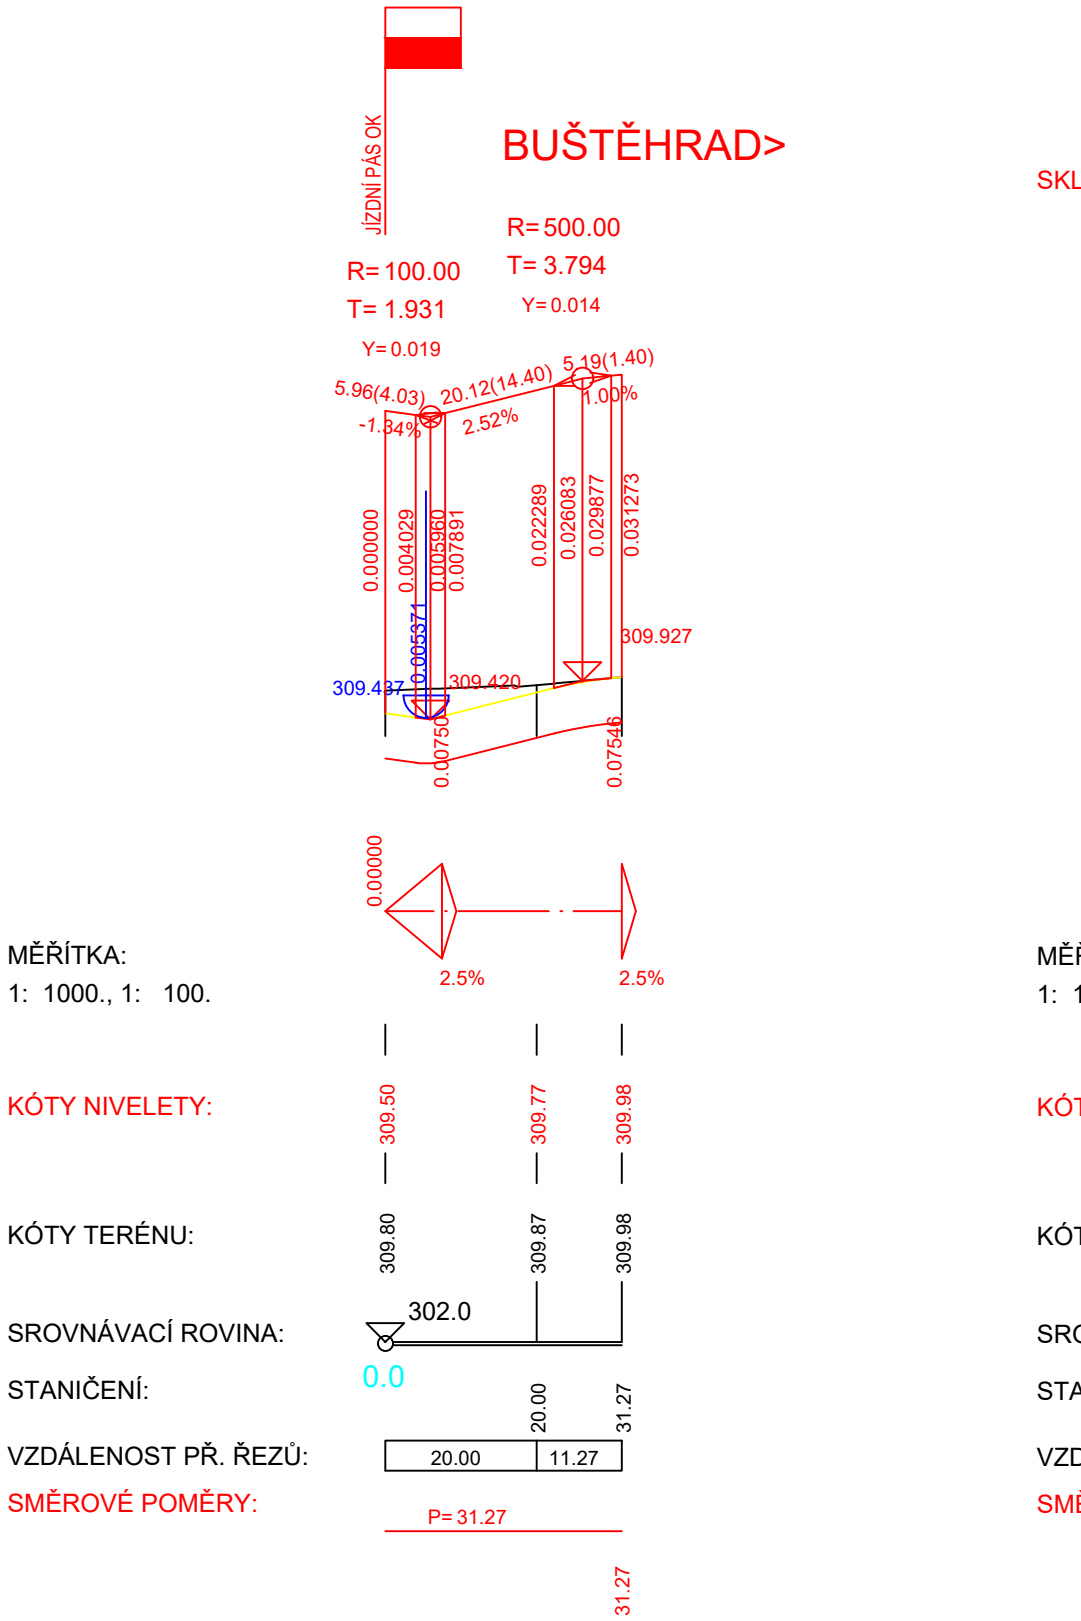 JÍZDNÍ PÁS OK
BUŠTĚHRAD>
SKL
R= 500.00
T= 3.794
Y= 0.014
R= 100.00
T= 1.931
Y= 0.019
5.96(4.03)
20.12(14.40)
5.19(1.40)
-1.34%
2.52%
1.00%
0.000000
0.004029
0.005960
0.007891
0.022289
0.026083
0.029877
0.031273
0.005371
309.437
309.420
309.927
0.00750
0.07546
0.00000
2.5%
2.5%
MĚŘÍTKA:
1: 1000., 1: 100.
MĚŘ
1: 1
KÓTY NIVELETY:
309.50
309.77
309.98
KÓT
KÓTY TERÉNU:
309.80
309.87
309.98
KÓT
SROVNÁVACÍ ROVINA:
302.0
SRO
STANIČENÍ:
0.0
20.00
31.27
STA
VZDÁLENOST PŘ. ŘEZŮ:
20.00
11.27
VZD
SMĚROVÉ POMĚRY:
P= 31.27
SMĚ
31.27